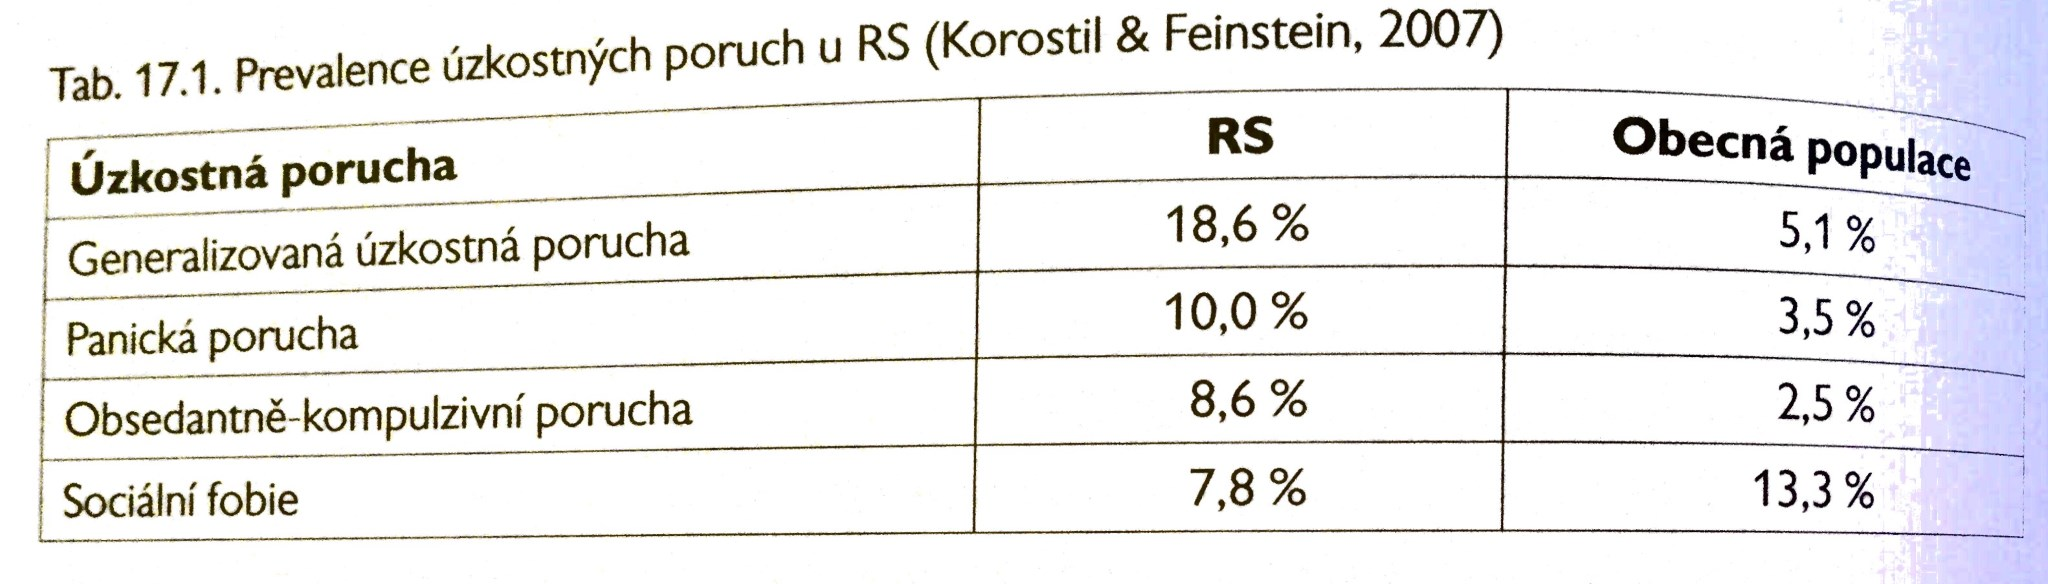 Tab. 17.1. Prevalence úzkostných poruch u RS (Korostil & Feinstein, 2007)
Úzkostná porucha RS Obecná populace
Generalizovaná úzkostná porucha 18,6 % 5,1 %
Panická porucha 10,0 % 3,5 %
Obsedantně-kompulzivní porucha 8,6 % 2,5 %
Sociální fobie 7,8 % 13,3 %